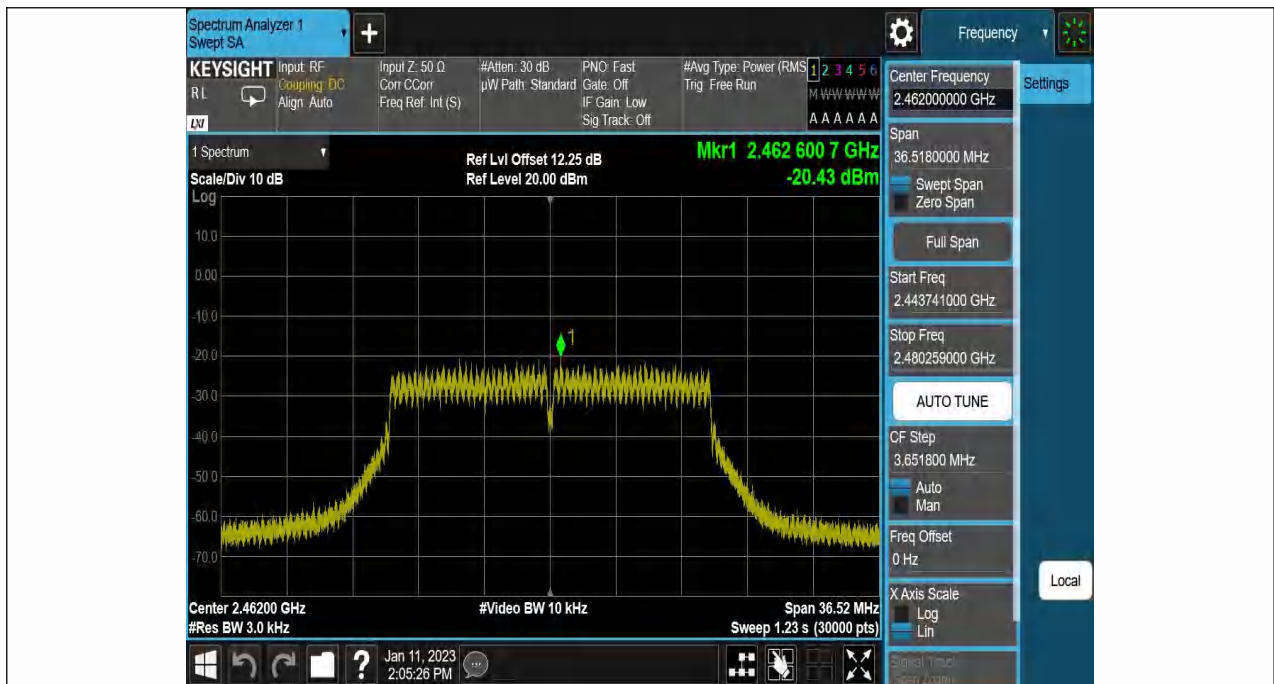 Spectrum Analyzer 1
Swept SA
+
Frequency
KEYSIGHT
RL
LXI
Input: RF
Coupling: DC
Align: Auto
Input Z: 50 Ω
Corr CCorr
Freq Ref: Int (S)
#Atten: 30 dB
µW Path: Standard
PNO: Fast
Gate: Off
IF Gain: Low
Sig Track: Off
#Avg Type: Power (RMS
Trig: Free Run
1 2 3 4 5 6
M W W W W W
A A A A A A
1 Spectrum
Scale/Div 10 dB
Log
Ref Lvl Offset 12.25 dB
Ref Level 20.00 dBm
Mkr1 2.462 600 7 GHz
-20.43 dBm
10.0
0.00
-10.0
-20.0
-30.0
-40.0
-50.0
-60.0
-70.0
1
Center 2.46200 GHz
#Res BW 3.0 kHz
#Video BW 10 kHz
Span 36.52 MHz
Sweep 1.23 s (30000 pts)
Center Frequency
2.462000000 GHz
Settings
Span
36.5180000 MHz
Swept Span
Zero Span
Full Span
Start Freq
2.443741000 GHz
Stop Freq
2.480259000 GHz
AUTO TUNE
CF Step
3.651800 MHz
Auto
Man
Freq Offset
0 Hz
X Axis Scale
Log
Lin
Signal Track
Span Zoom
Local
?
Jan 11, 2023
2:05:26 PM